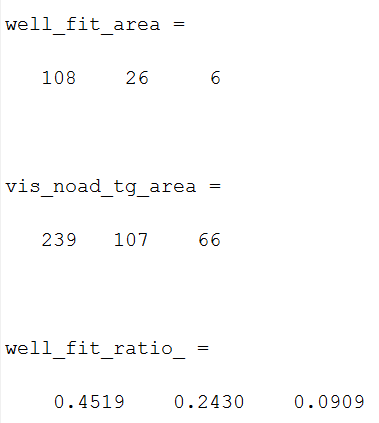 well_fit_area =
108 26 6
vis_noad_tg_area =
239 107 66
well_fit_ratio_ =
0.4519 0.2430 0.0909